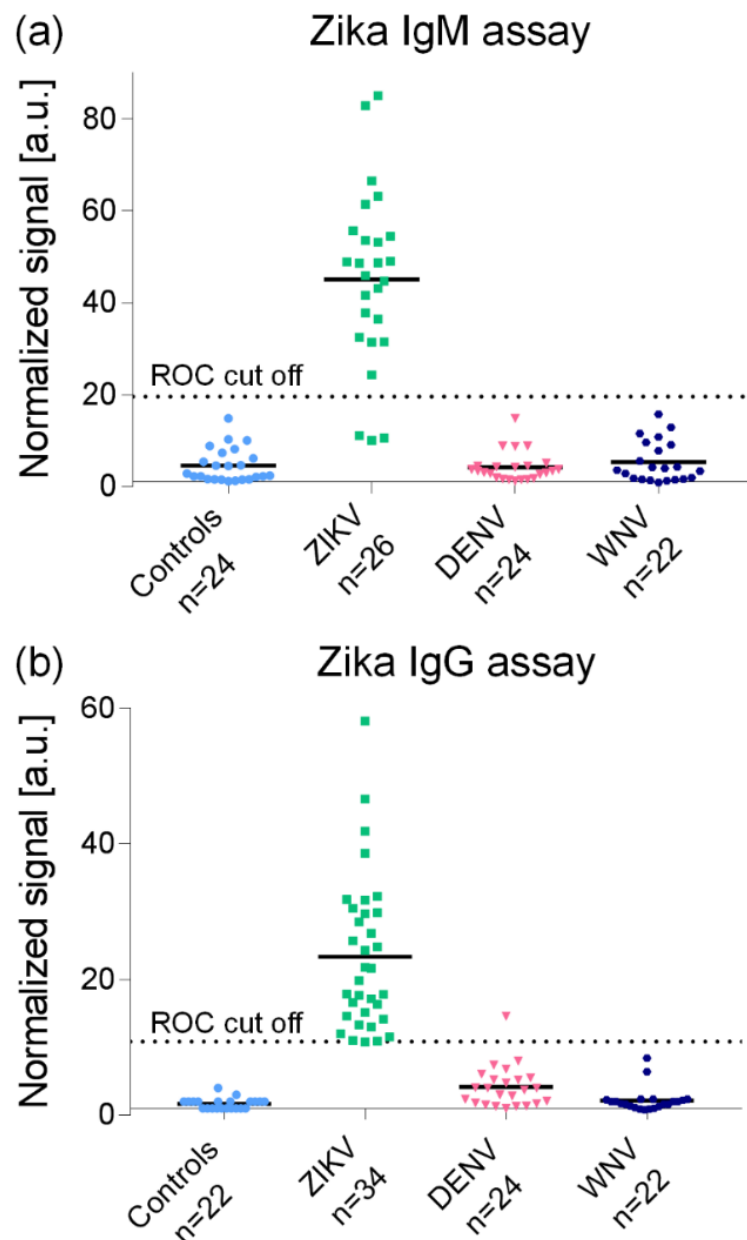 (a) Zika IgM assay
Normalized signal [a.u.]
80
60
40
20
0
ROC cut off
Controls
n=24
ZIKV
n=26
DENV
n=24
WNV
n=22
(b) Zika IgG assay
Normalized signal [a.u.]
60
40
20
0
ROC cut off
Controls
n=22
ZIKV
n=34
DENV
n=24
WNV
n=22